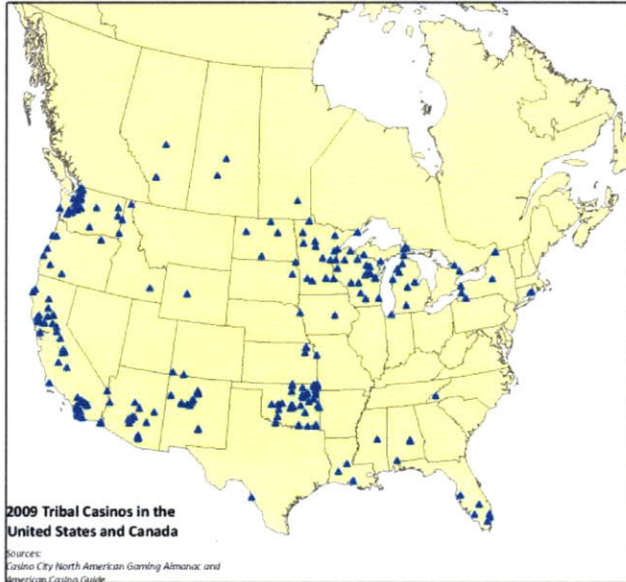 2009 Tribal Casinos in the
United States and Canada
Sources:
Casino City North American Gaming Almanac and
American Casino Guide